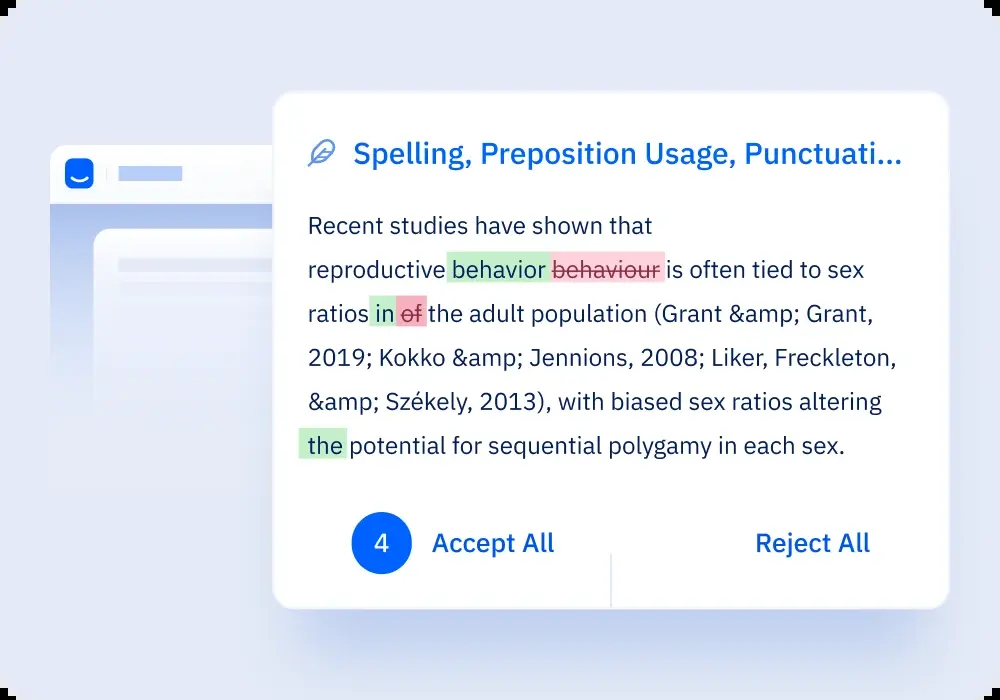 Spelling, Preposition Usage, Punctuati...
Recent studies have shown that
reproductive behavior behaviour is often tied to sex
ratios in of the adult population (Grant &amp; Grant,
2019; Kokko &amp; Jennions, 2008; Liker, Freckleton,
&amp; Székely, 2013), with biased sex ratios altering
the potential for sequential polygamy in each sex.
4 Accept All Reject All